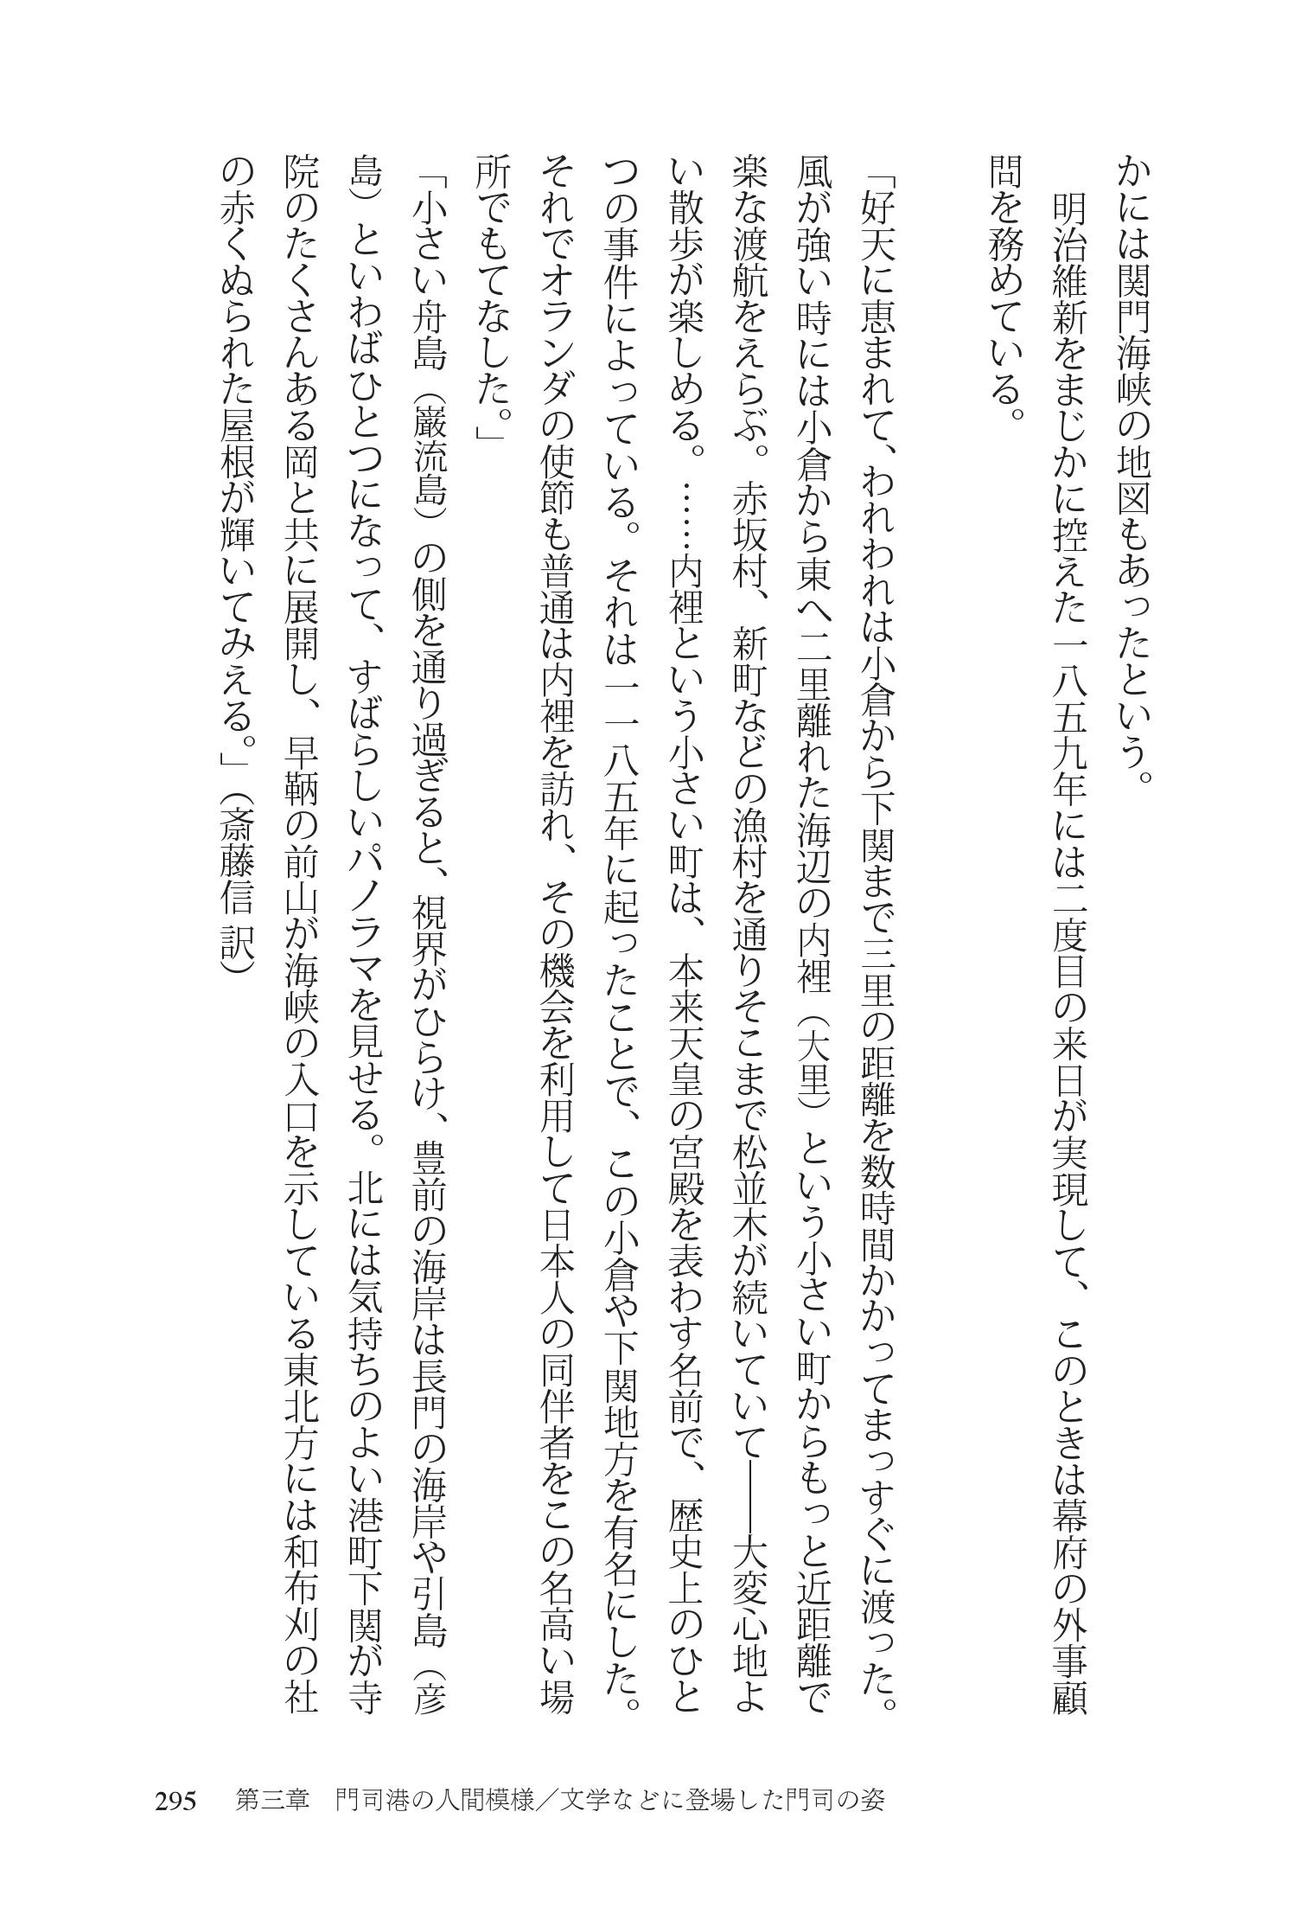 かには関門海峡の地図もあったという。
　明治維新をまじかに控えた一八五九年には二度目の来日が実現して、このときは幕府の外事顧
問を務めている。
「好天に恵まれて、われわれは小倉から下関まで三里の距離を数時間かかってまっすぐに渡った。
風が強い時には小倉から東へ二里離れた海辺の内裡（大里）という小さい町からもっと近距離で
楽な渡航をえらぶ。赤坂村、新町などの漁村を通りそこまで松並木が続いていて――大変心地よ
い散歩が楽しめる。……内裡という小さい町は、本来天皇の宮殿を表わす名前で、歴史上のひと
つの事件によっている。それは一一八五年に起ったことで、この小倉や下関地方を有名にした。
それでオランダの使節も普通は内裡を訪れ、その機会を利用して日本人の同伴者をこの名高い場
所でもてなした。」
「小さい舟島（巌流島）の側を通り過ぎると、視界がひらけ、豊前の海岸は長門の海岸や引島（彦
島）といわばひとつになって、すばらしいパノラマを見せる。北には気持ちのよい港町下関が寺
院のたくさんある岡と共に展開し、早鞆の前山が海峡の入口を示している東北方には和布刈の社
の赤くぬられた屋根が輝いてみえる。」（斎藤信 訳）
295　第三章　門司港の人間模様／文学などに登場した門司の姿